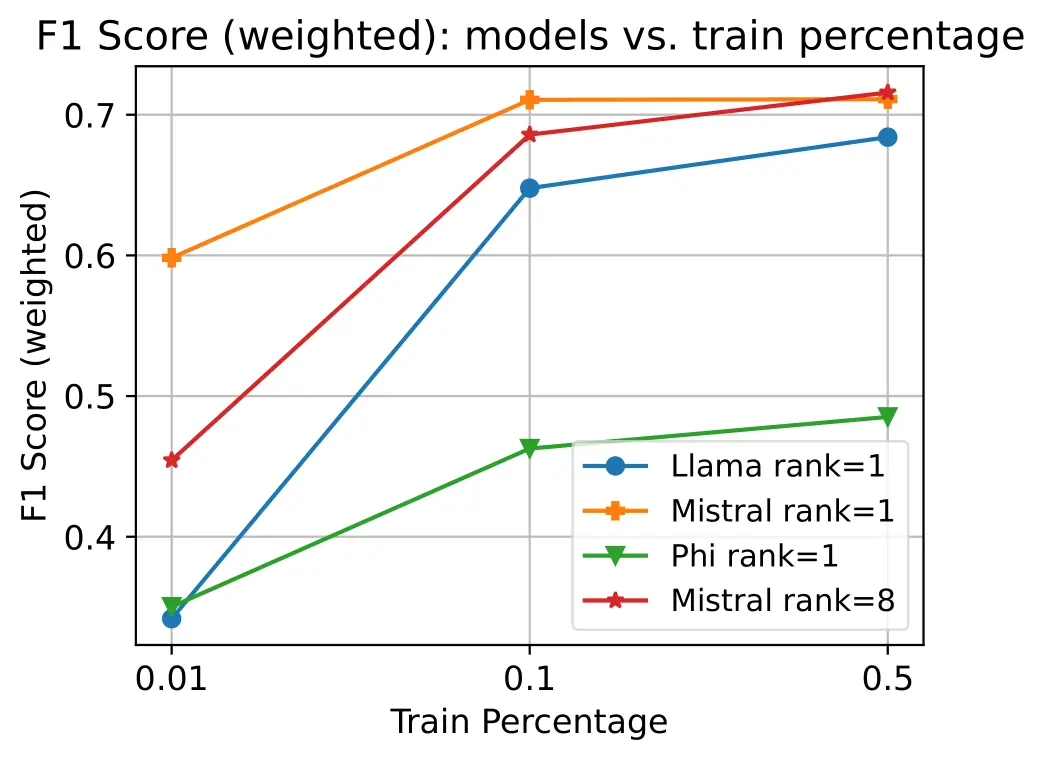 F1 Score (weighted): models vs. train percentage
F1 Score (weighted)
0.7
0.6
0.5
0.4
Llama rank=1
Mistral rank=1
Phi rank=1
Mistral rank=8
0.01
0.1
0.5
Train Percentage